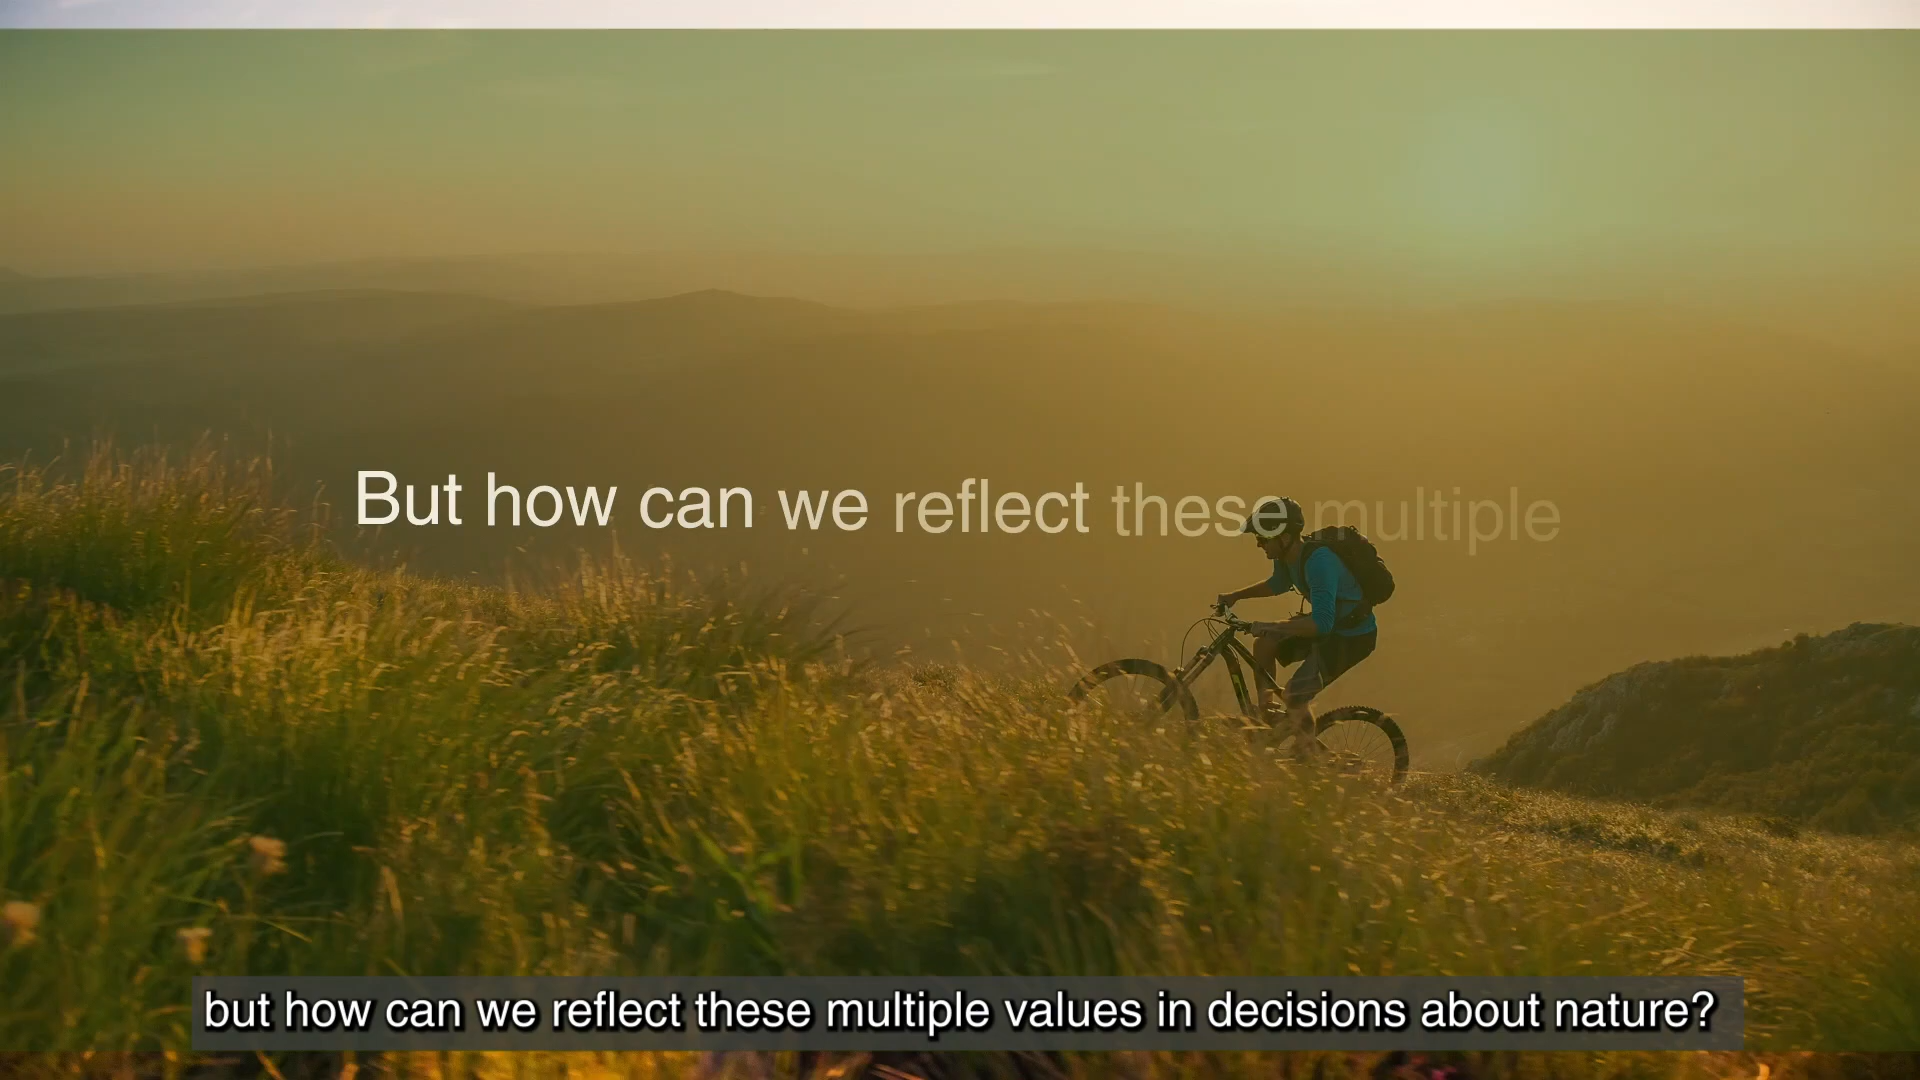 But how can we reflect these multiple
but how can we reflect these multiple values in decisions about nature?